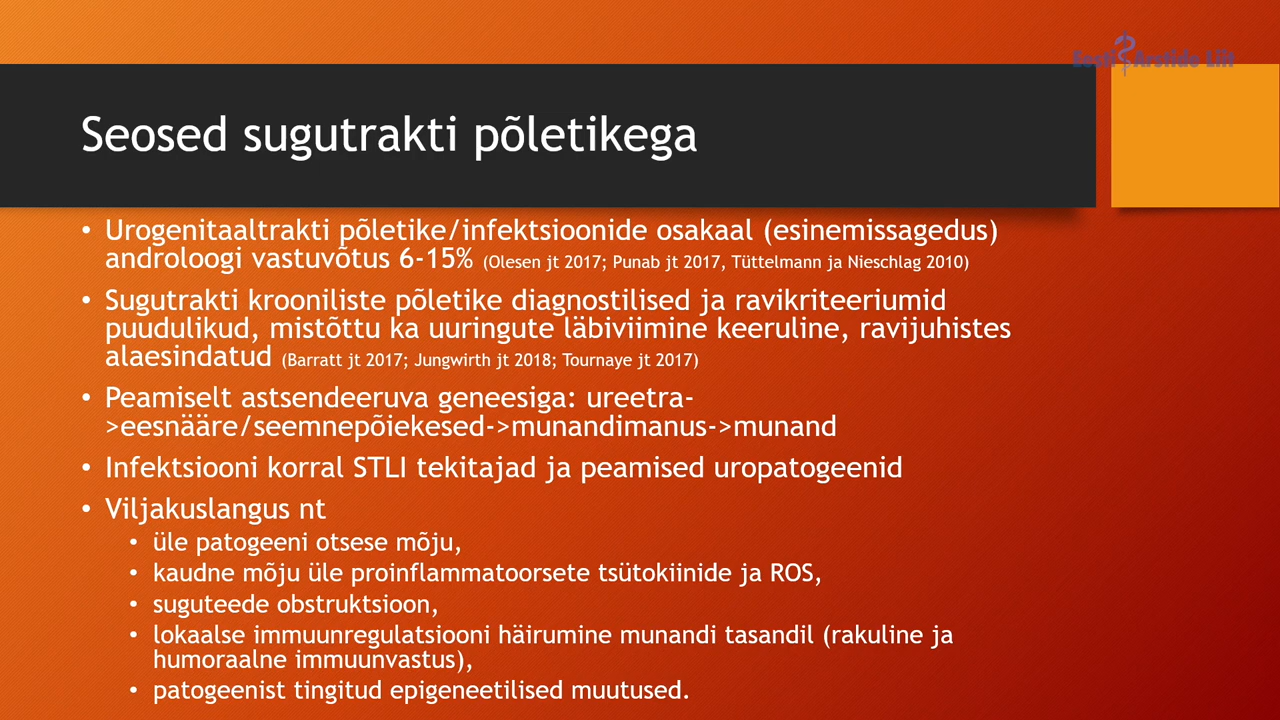 Eesti Arstide Liit
Seosed sugutrakti põletikega
• Urogenitaaltrakti põletike/infektsioonide osakaal (esinemissagedus)
androloogi vastuvõtus 6-15% (Olesen jt 2017; Punab jt 2017, Tüttelmann ja Nieschlag 2010)
• Sugutrakti krooniliste põletike diagnostilised ja ravikriteeriumid
puudulikud, mistõttu ka uuringute läbiviimine keeruline, ravijuhistes
alaesindatud (Barratt jt 2017; Jungwirth jt 2018; Tournaye jt 2017)
• Peamiselt astsendeeruva geneesiga: ureetra-
>eesnääre/seemnepõiekesed->munandimanus->munand
• Infektsiooni korral STLI tekitajad ja peamised uropatogeenid
• Viljakuslangus nt
• üle patogeeni otsese mõju,
• kaudne mõju üle proinflammatoorsete tsütokiinide ja ROS,
• suguteede obstruktsioon,
• lokaalse immuunregulatsiooni häirumine munandi tasandil (rakuline ja
humoraalne immuunvastus),
• patogeenist tingitud epigeneetilised muutused.